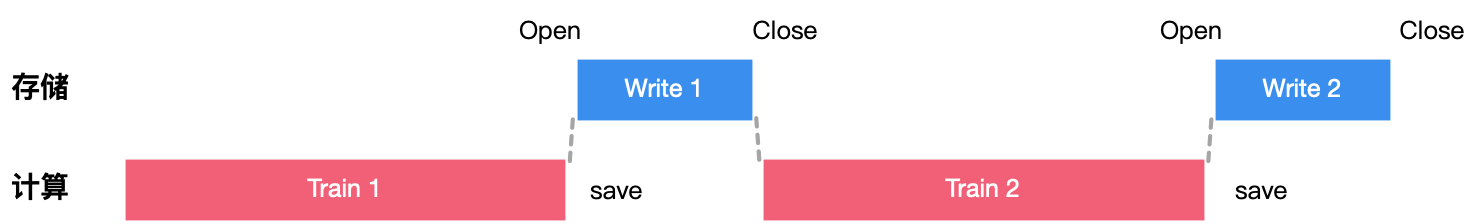 Open Close Open Close
存储 Write 1 Write 2
计算 Train 1 save Train 2 save